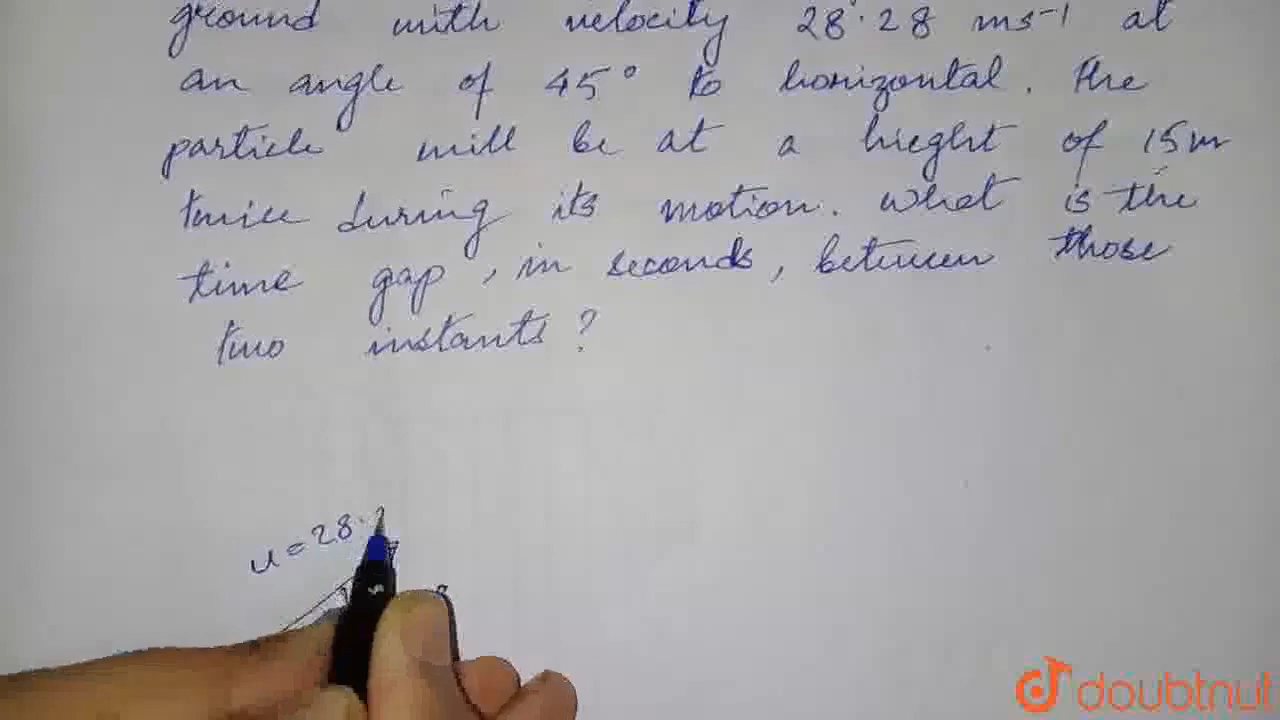 ground with velocity 28.28 ms⁻¹ at
an angle of 45° to horizontal. The
particle will be at a hieght of 15m
twice during its motion. What is the
time gap, in seconds, between those
two instants?
u = 28.
doubtnut